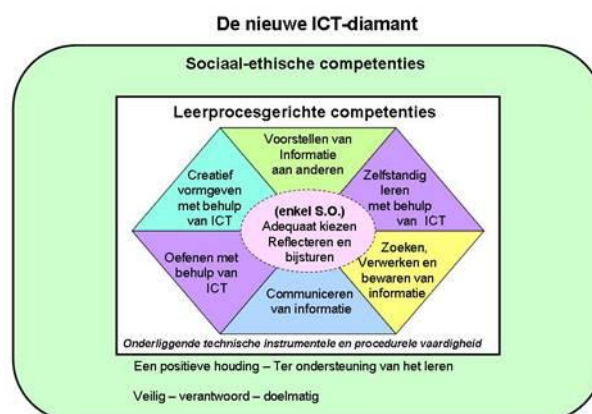 De nieuwe ICT-diamant
Sociaal-ethische competenties
Leerprocesgerichte competenties
Voorstellen van
Informatie
aan anderen
Creatief
vormgeven
met behulp
van ICT
Zelfstandig
leren
met behulp
van ICT
(enkel S.O.)
Adequaat kiezen
Reflecteren en
bijsturen
Oefenen met
behulp van
ICT
Zoeken,
Verwerken en
bewaren van
informatie
Communiceren
van informatie
Onderliggende technische instrumentele en procedurele vaardigheid
Een positieve houding – Ter ondersteuning van het leren
Veilig – verantwoord – doelmatig